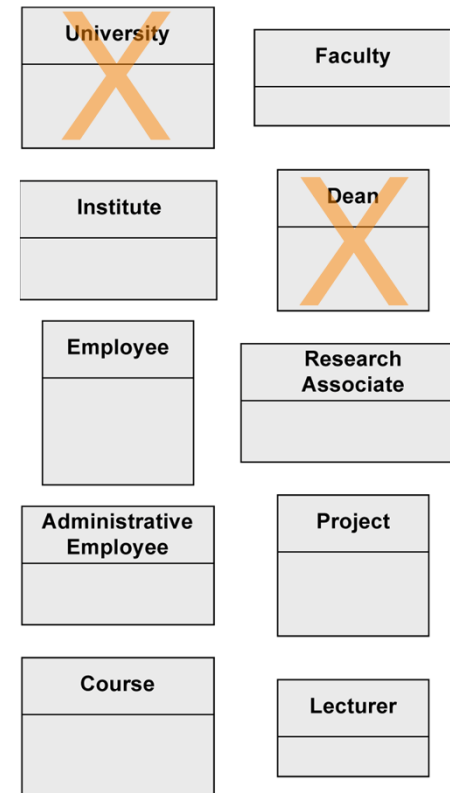 University
Faculty
Institute
Dean
Employee
Research
Associate
Administrative
Employee
Project
Course
Lecturer